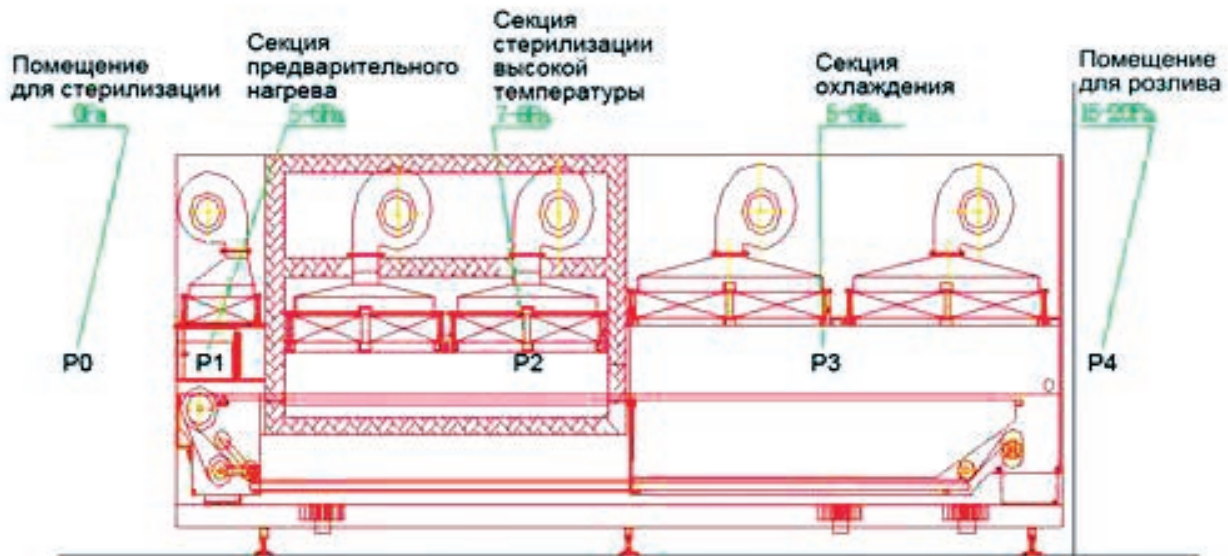 Помещение
для стерилизации
0Pa
Секция
предварительного
нагрева
5-6Pa
Секция
стерилизации
высокой
температуры
7-8Pa
Секция
охлаждения
5-6Pa
Помещение
для розлива
15-20Pa
P0
P1
P2
P3
P4